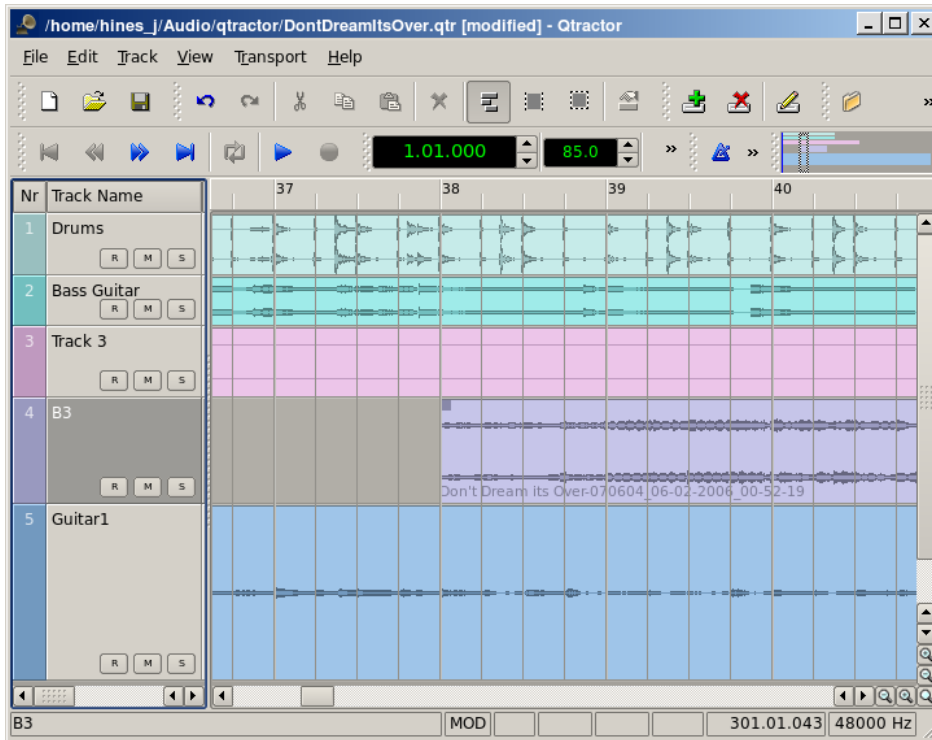 /home/hines_j/Audio/qtractor/DontDreamItsOver.qtr [modified] - Qtractor
File Edit Track View Transport Help
1.01.000 85.0
Nr Track Name 37 38 39 40
1 Drums
R M S
2 Bass Guitar
R M S
3 Track 3
R M S
4 B3
R M S
Don't Dream its Over-070604_06-02-2006_00-52-19
5 Guitar1
R M S
B3 MOD 301.01.043 48000 Hz